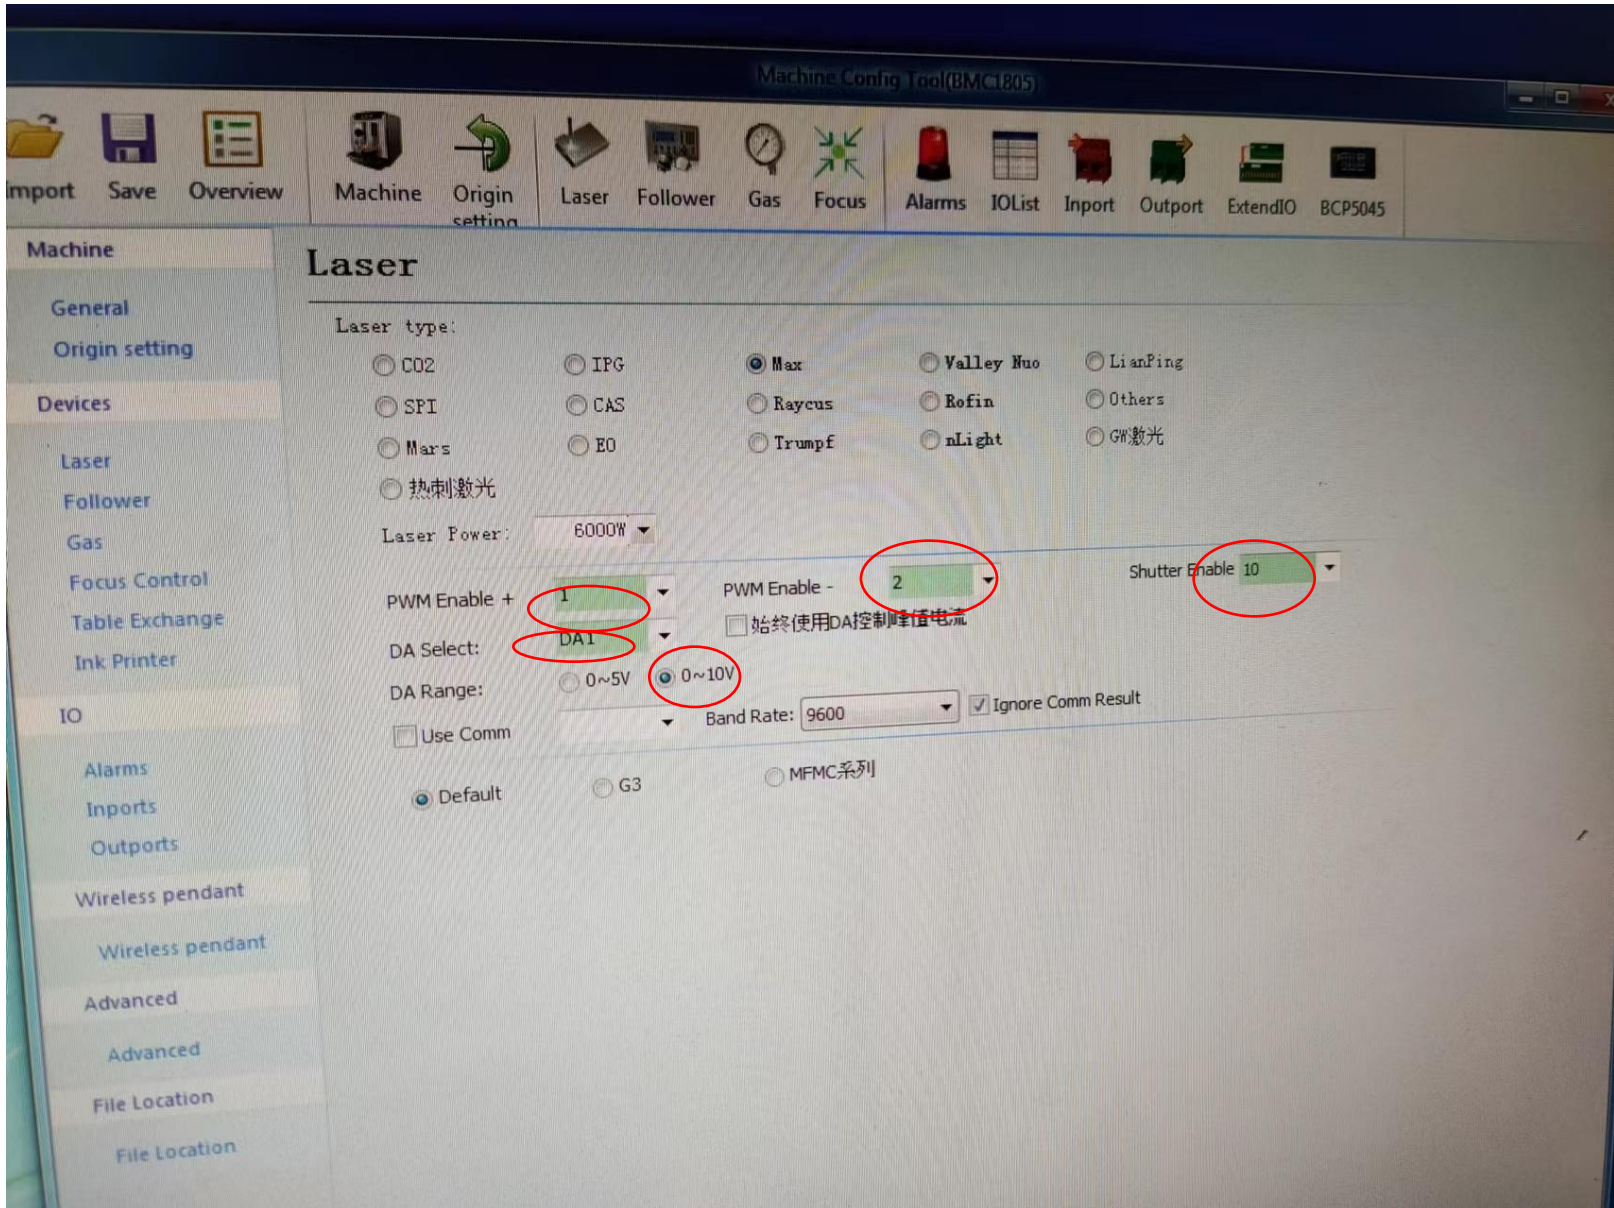 Machine Config Tool(BMC1805)
Import Save Overview Machine Origin setting Laser Follower Gas Focus Alarms IOList Inport Outport ExtendIO BCP5045
Machine
General
Origin setting
Devices
Laser
Follower
Gas
Focus Control
Table Exchange
Ink Printer
IO
Alarms
Inports
Outports
Wireless pendant
Wireless pendant
Advanced
Advanced
File Location
File Location
Laser
Laser type:
CO2 IPG Max Valley Nuo LianPing
SPI CAS Raycus Rofin Others
Mars EO Trumpf nLight GW激光
热刺激光
Laser Power: 6000W
PWM Enable + 1 PWM Enable - 2 Shutter Enable 10
DA Select: DA1 始终使用DA控制峰值电流
DA Range: 0~5V 0~10V
Use Comm Band Rate: 9600 Ignore Comm Result
Default G3 MFMC系列